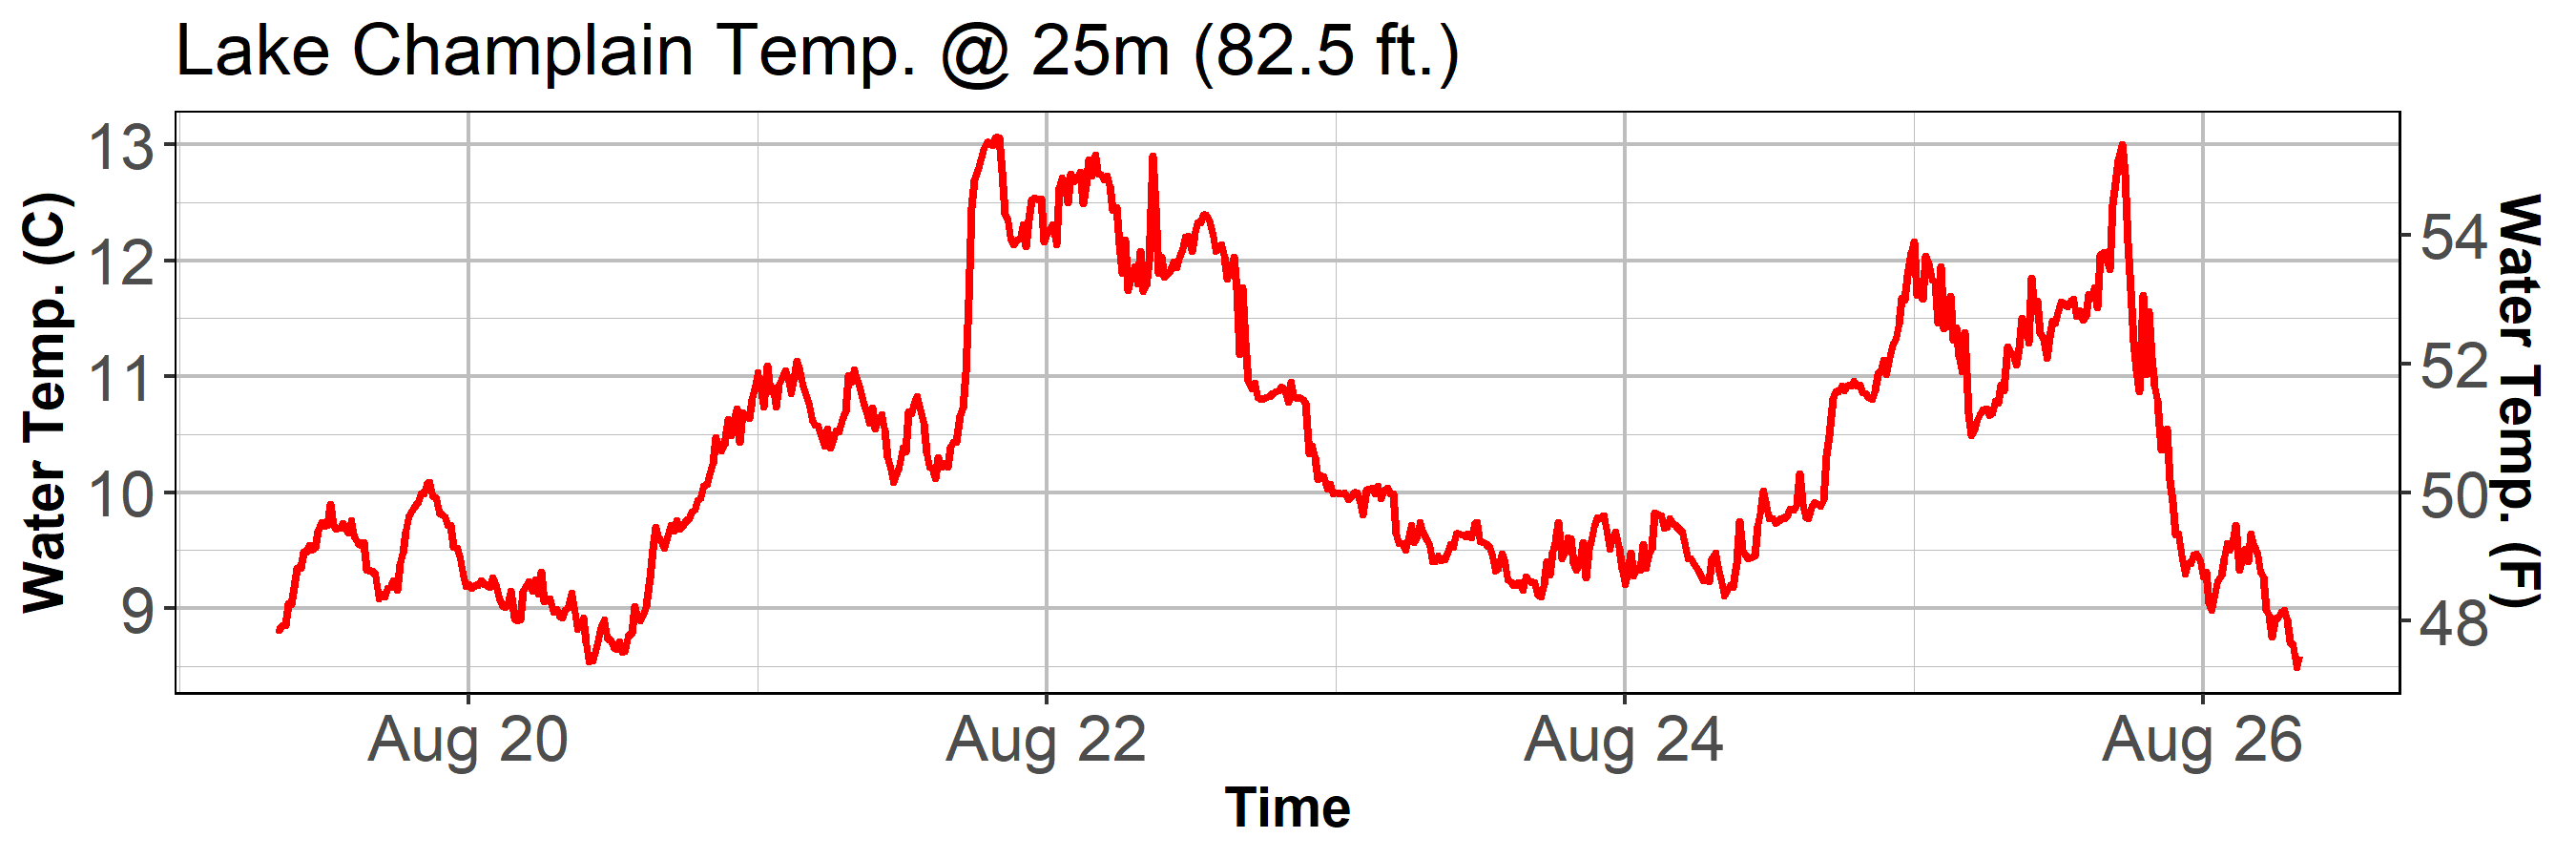 Lake Champlain Temp. @ 25m (82.5 ft.)
Water Temp. (C)
13
12
11
10
9
54
52
50
48
Water Temp. (F)
Aug 20
Aug 22
Aug 24
Aug 26
Time